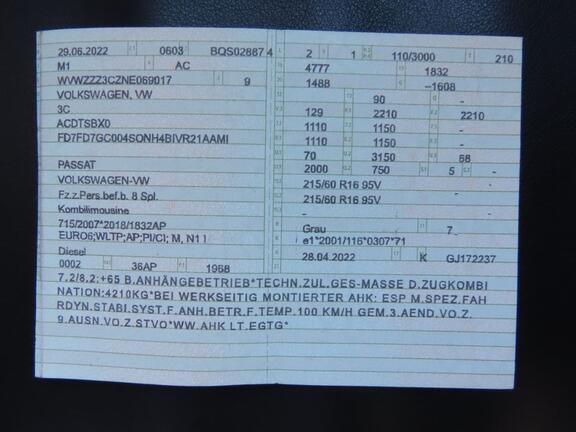 29.06.2022 0603 BQS02887 4
M1 AC
WVWZZZ3CZNE069017 9
VOLKSWAGEN, VW
3C
ACDTSBX0
FD7FD7GC004SONH4BIVR21AAMI
PASSAT
VOLKSWAGEN-VW
Fz.z.Pers.bef.b. 8 Spl.
Kombilimousine
715/2007*2018/1832AP
EURO6;WLTP;AP;PI/CI; M, N1 I
Diesel
0002 36AP 1968
2 1 110/3000 210
4777 1832
1488 –1608
90 -
129 2210 2210
1110 1150 -
1110 1150 -
70 3150 68
2000 750 5 -
215/60 R16 95V -
215/60 R16 95V -
-
Grau 7
e1*2001/116*0307*71
28.04.2022 K GJ172237
7.2/8.2:+65 B.ANHÄNGEBETRIEB*TECHN.ZUL.GES-MASSE D.ZUGKOMBI
NATION:4210KG*BEI WERKSEITIG MONTIERTER AHK: ESP M.SPEZ.FAH
RDYN.STABI.SYST.F.ANH.BETR.F.TEMP.100 KM/H GEM.3.AEND.VO.Z.
9.AUSN.VO.Z.STVO*WW.AHK LT.EGTG*